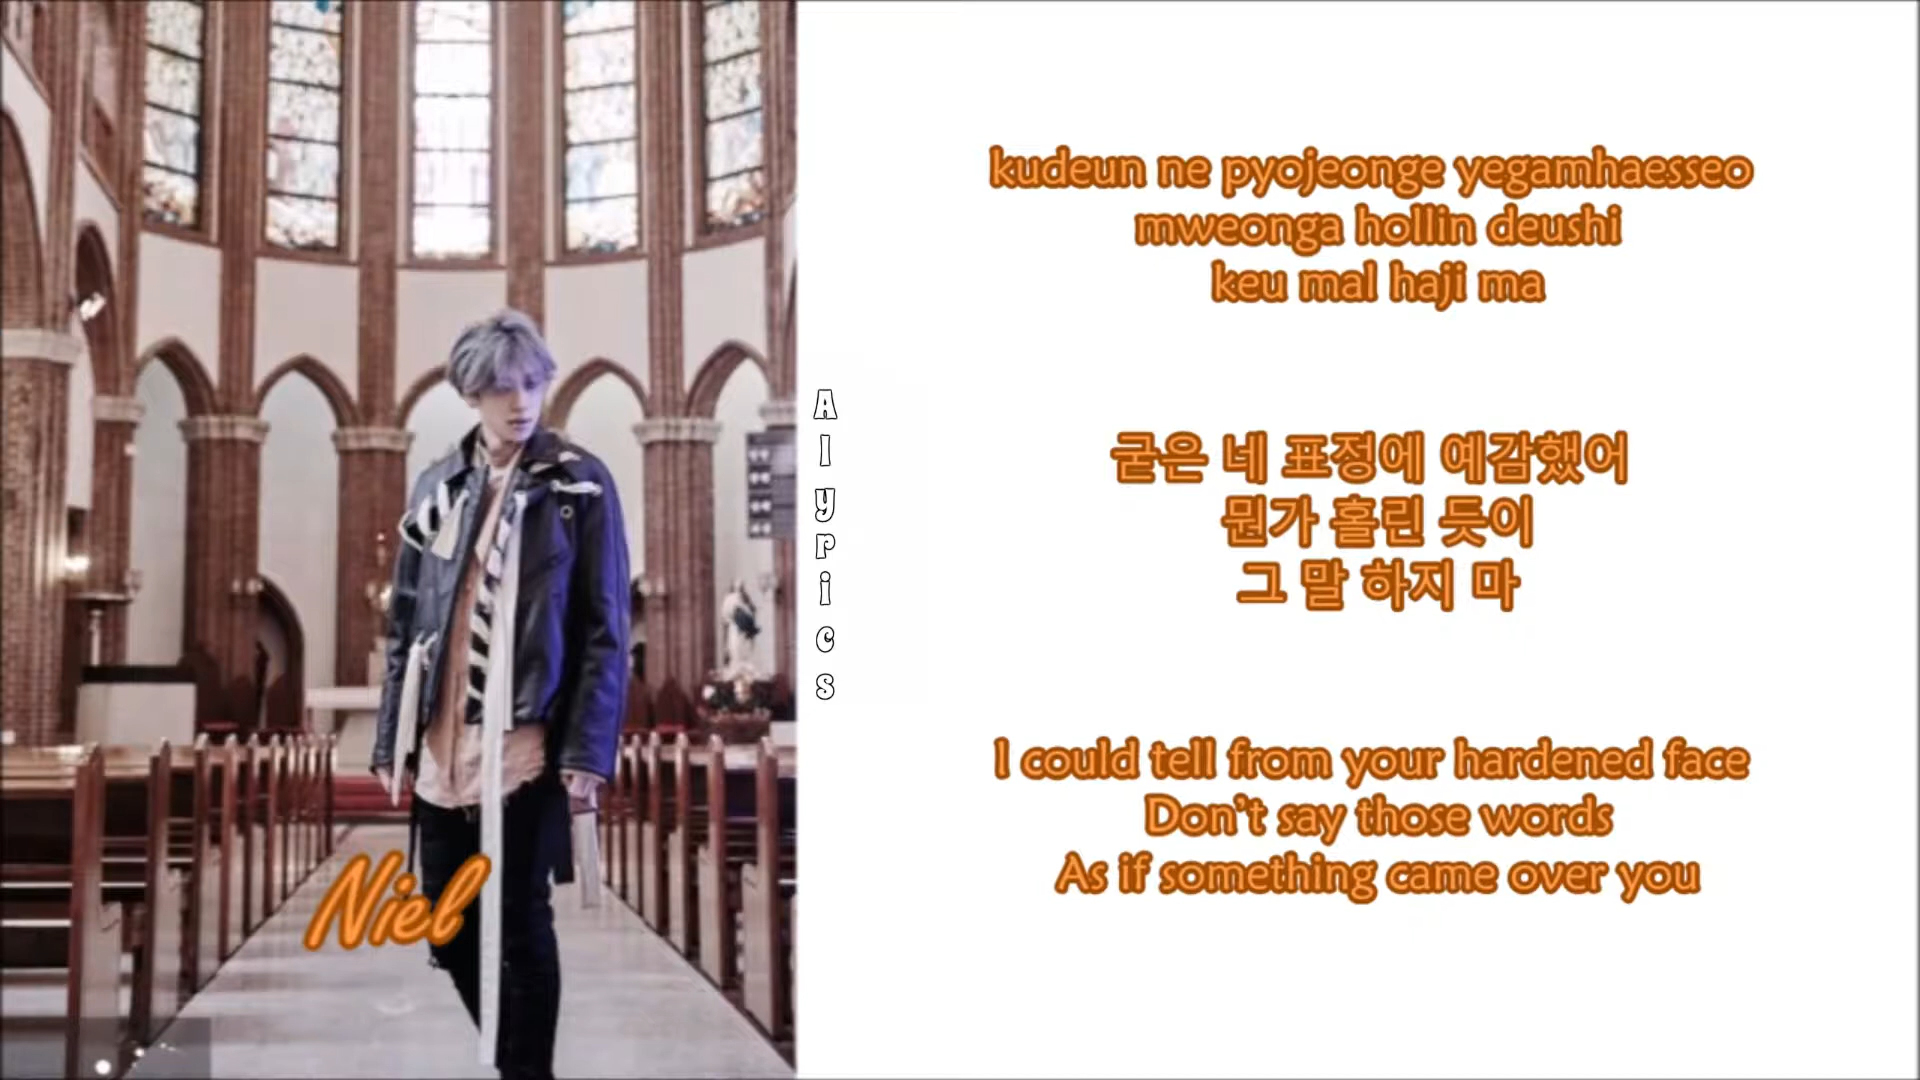 kudeun ne pyojeonge yegamhaesseo
mweonga hollin deushi
keu mal haji ma
굳은 네 표정에 예감했어
뭔가 홀린 듯이
그 말 하지 마
I could tell from your hardened face
Don't say those words
As if something came over you
Niel
Alypics